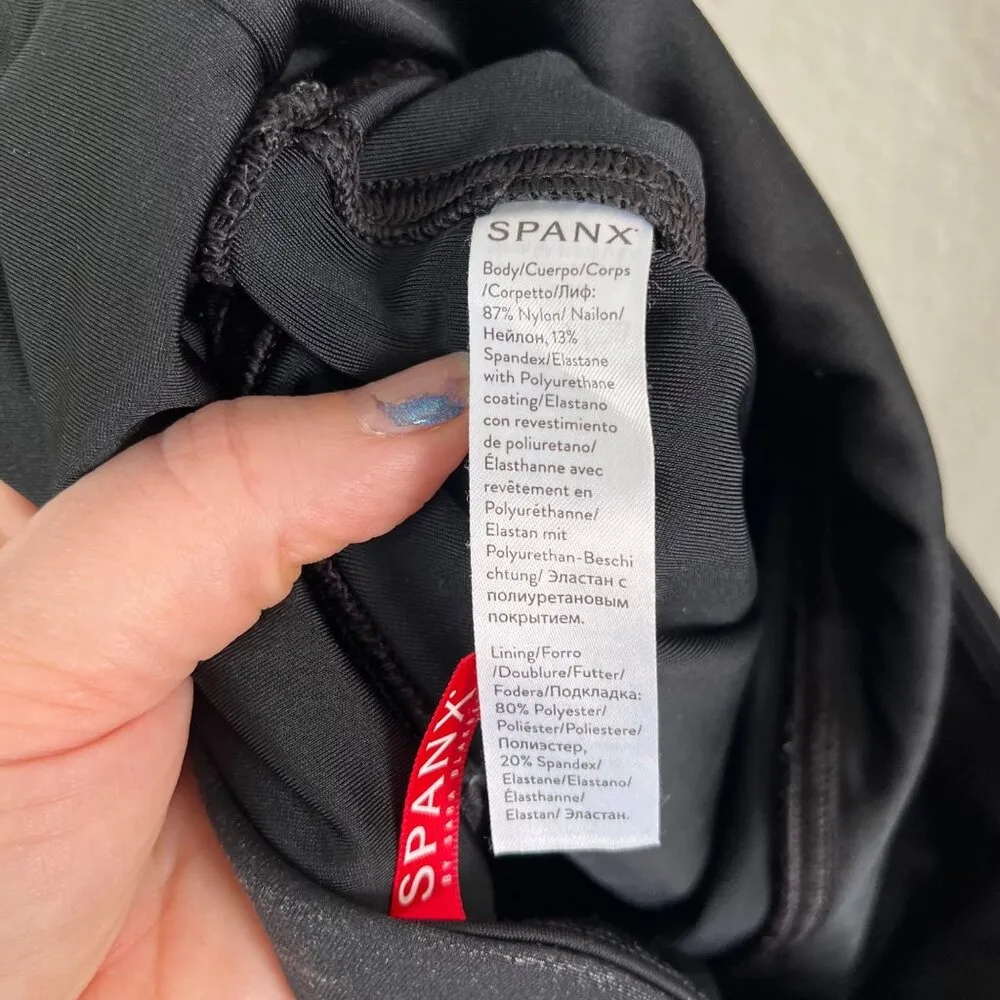 SPANX
Body/Cuerpo/Corps
/Corpetto/Лиф:
87% Nylon/ Nailon/
Нейлон, 13%
Spandex/Elastane
with Polyurethane
coating/Elastano
con revestimiento
de poliuretano/
Élasthanne avec
revêtement en
Polyuréthanne/
Elastan mit
Polyurethan-Beschi
chtung/ Эластан с
полиуретановым
покрытием.
Lining/Forro
/Doublure/Futter/
Fodera/Подкладка:
80% Polyester/
Poliéster/Poliestere/
Полиэстер,
20% Spandex/
Elastane/Elastano/
Élasthanne/
Elastan/ Эластан.
SPANX
BY SARA